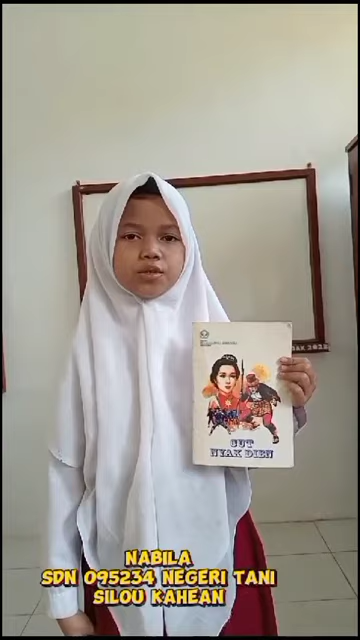 CUT
NYAK DIEN
NABILA
SDN 095234 NEGERI TANI
SILOU KAHEAN